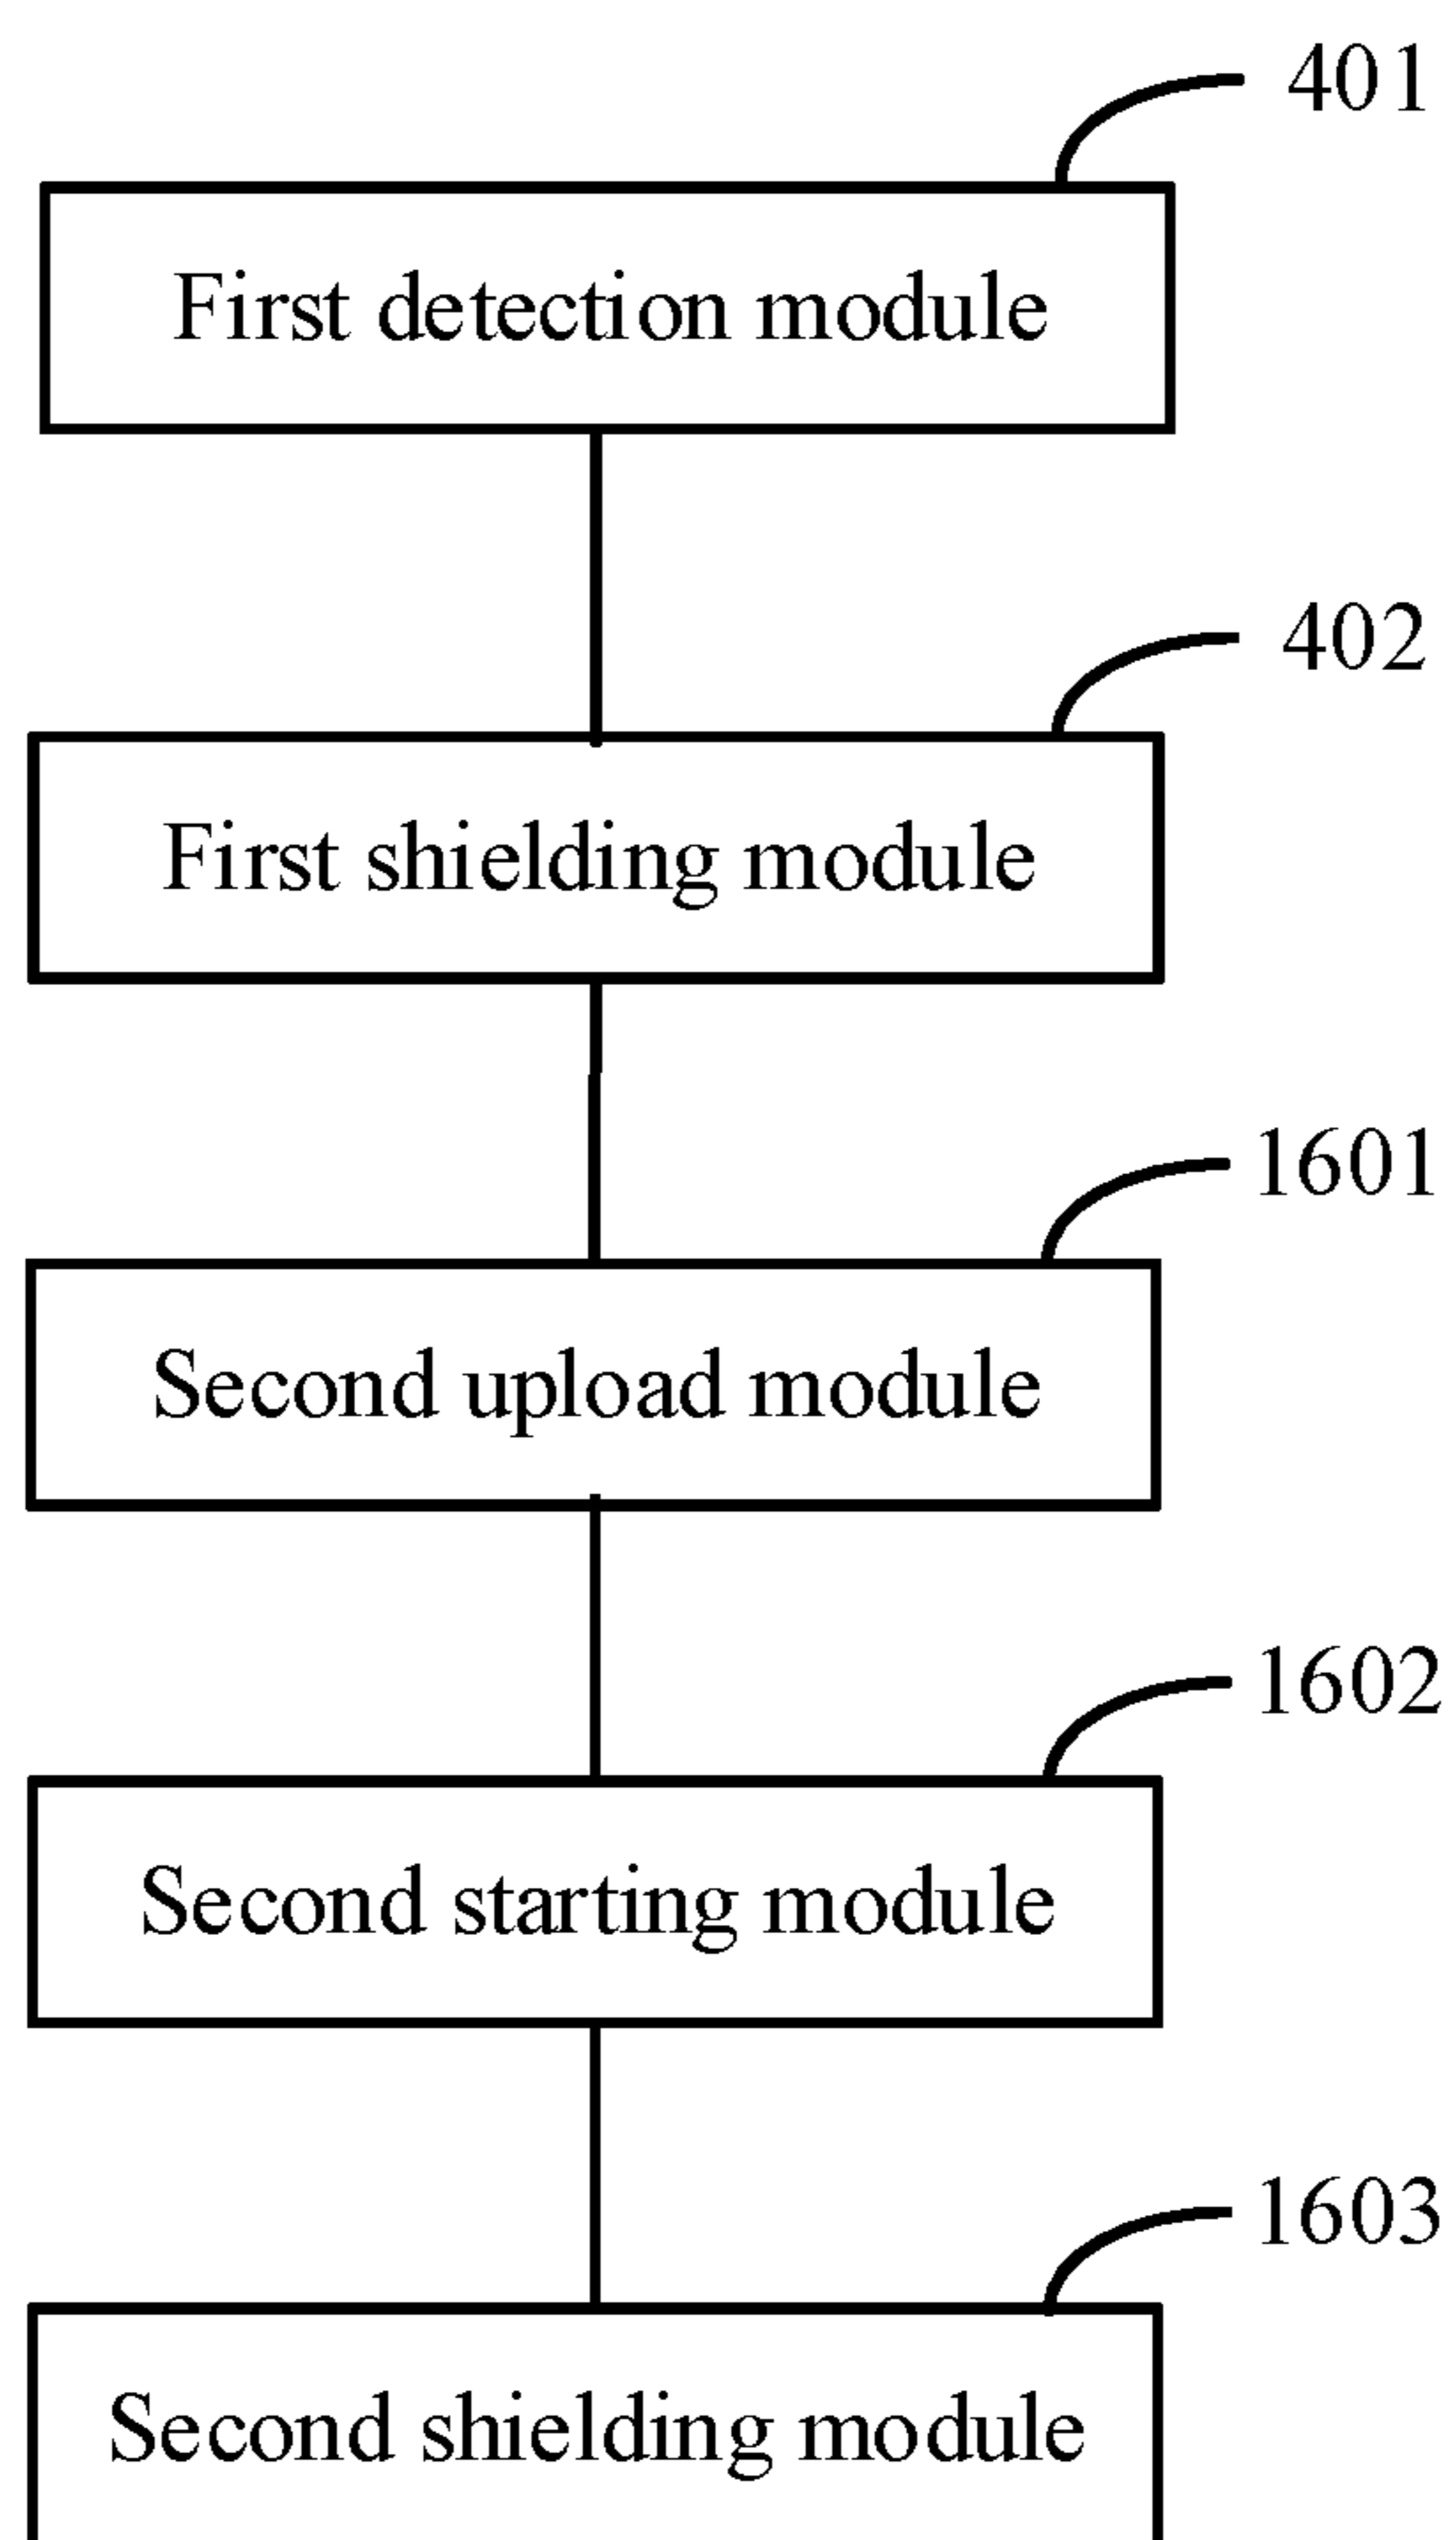 401
First detection module
402
First shielding module
1601
Second upload module
1602
Second starting module
1603
Second shielding module